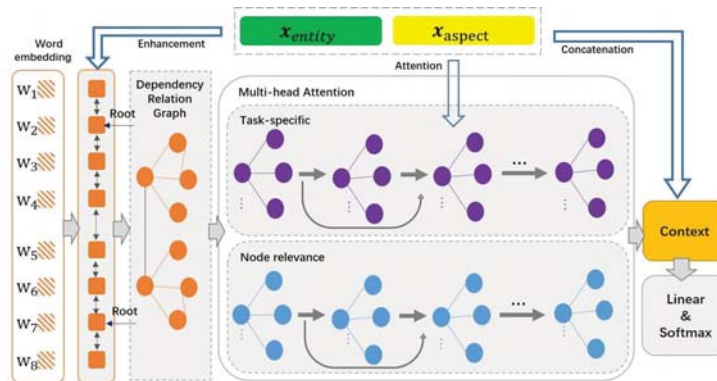 Word
embedding
Enhancement
x_entity
x_aspect
Concatenation
Attention
W1
W2
W3
W4
W5
W6
W7
W8
Root
Root
Dependency
Relation
Graph
Multi-head Attention
Task-specific
...
Node relevance
...
Context
Linear
&
Softmax